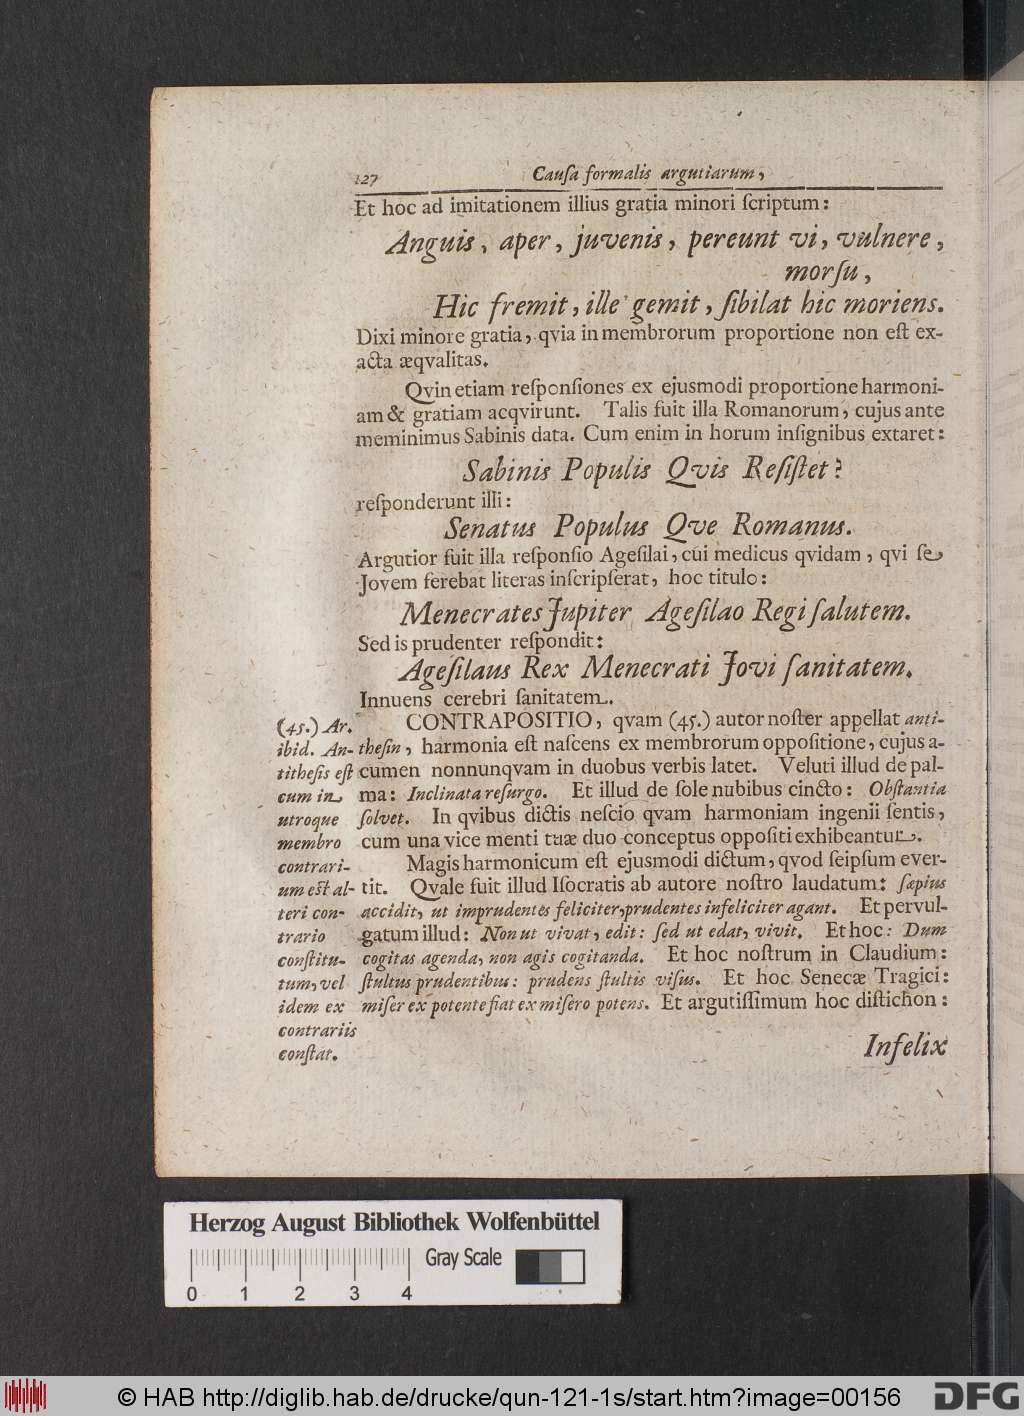 127 Cauſa formalis argutiarum,
Et hoc ad imitationem illius gratia minori ſcriptum:
Anguis, aper, juvenis, pereunt vi, vulnere,
morſu,
Hic fremit, ille gemit, ſibilat hic moriens.
Dixi minore gratia, qvia in membrorum proportione non eſt ex-
acta æqvalitas.
Qvin etiam reſponſiones ex ejusmodi proportione harmoni-
am & gratiam acqvirunt. Talis fuit illa Romanorum, cujus ante
meminimus Sabinis data. Cum enim in horum inſignibus extaret:
Sabinis Populis Qvis Reſiſtet?
reſponderunt illi:
Senatus Populus Qve Romanus.
Argutior fuit illa reſponſio Ageſilai, cui medicus qvidam, qvi ſe
Jovem ferebat literas inſcripſerat, hoc titulo:
Menecrates Jupiter Ageſilao Regi ſalutem.
Sed is prudenter reſpondit:
Ageſilaus Rex Menecrati Jovi ſanitatem.
Innuens cerebri ſanitatem.
CONTRAPOSITIO, qvam (45.) autor noſter appellat anti-
theſin, harmonia eſt naſcens ex membrorum oppoſitione, cujus a-
cumen nonnunqvam in duobus verbis latet. Veluti illud de pal-
ma: Inclinata reſurgo. Et illud de ſole nubibus cincto: Obſtantia
ſolvet. In qvibus dictis neſcio qvam harmoniam ingenii ſentis,
cum una vice menti tuæ duo conceptus oppoſiti exhibeantur.
Magis harmonicum eſt ejusmodi dictum, qvod ſeipſum ever-
tit. Qvale fuit illud Iſocratis ab autore noſtro laudatum: ſæpius
accidit, ut imprudentes feliciter, prudentes infeliciter agant. Et pervul-
gatum illud: Non ut vivat, edit: ſed ut edat, vivit. Et hoc: Dum
cogitas agenda, non agis cogitanda. Et hoc noſtrum in Claudium:
ſtultus prudentibus: prudens ſtultis viſus. Et hoc Senecæ Tragici:
miſer ex potente fiat ex miſero potens. Et argutiſſimum hoc diſtichon:
Infelix
(45.) Ar.
ibid. An-
titheſis eſt
cum in
utroque
membro
contrari-
um eſt al-
teri con-
trario
conſtitu-
tum, vel
idem ex
contrariis
conſtat.
Herzog August Bibliothek Wolfenbüttel
Gray Scale
0 1 2 3 4
© HAB http://diglib.hab.de/drucke/qun-121-1s/start.htm?image=00156
DFG